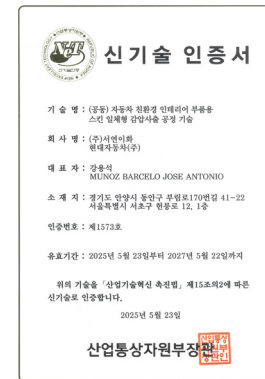 신기술 인증서
기 술 명 : (공동) 자동차 친환경 인테리어 부품용
스킨 일체형 감압사출 공정 기술
회 사 명 : (주)서연이화
현대자동차(주)
대 표 자 : 강용석
MUNOZ BARCELO JOSE ANTONIO
소 재 지 : 경기도 안양시 동안구 부림로170번길 41-22
서울특별시 서초구 헌릉로 12, 1층
인증번호 : 제1573호
유효기간 : 2025년 5월 23일부터 2027년 5월 22일까지
위의 기술을 「산업기술혁신 촉진법」 제15조의2에 따른
신기술로 인증합니다.
2025년 5월 23일
산업통상자원부장관